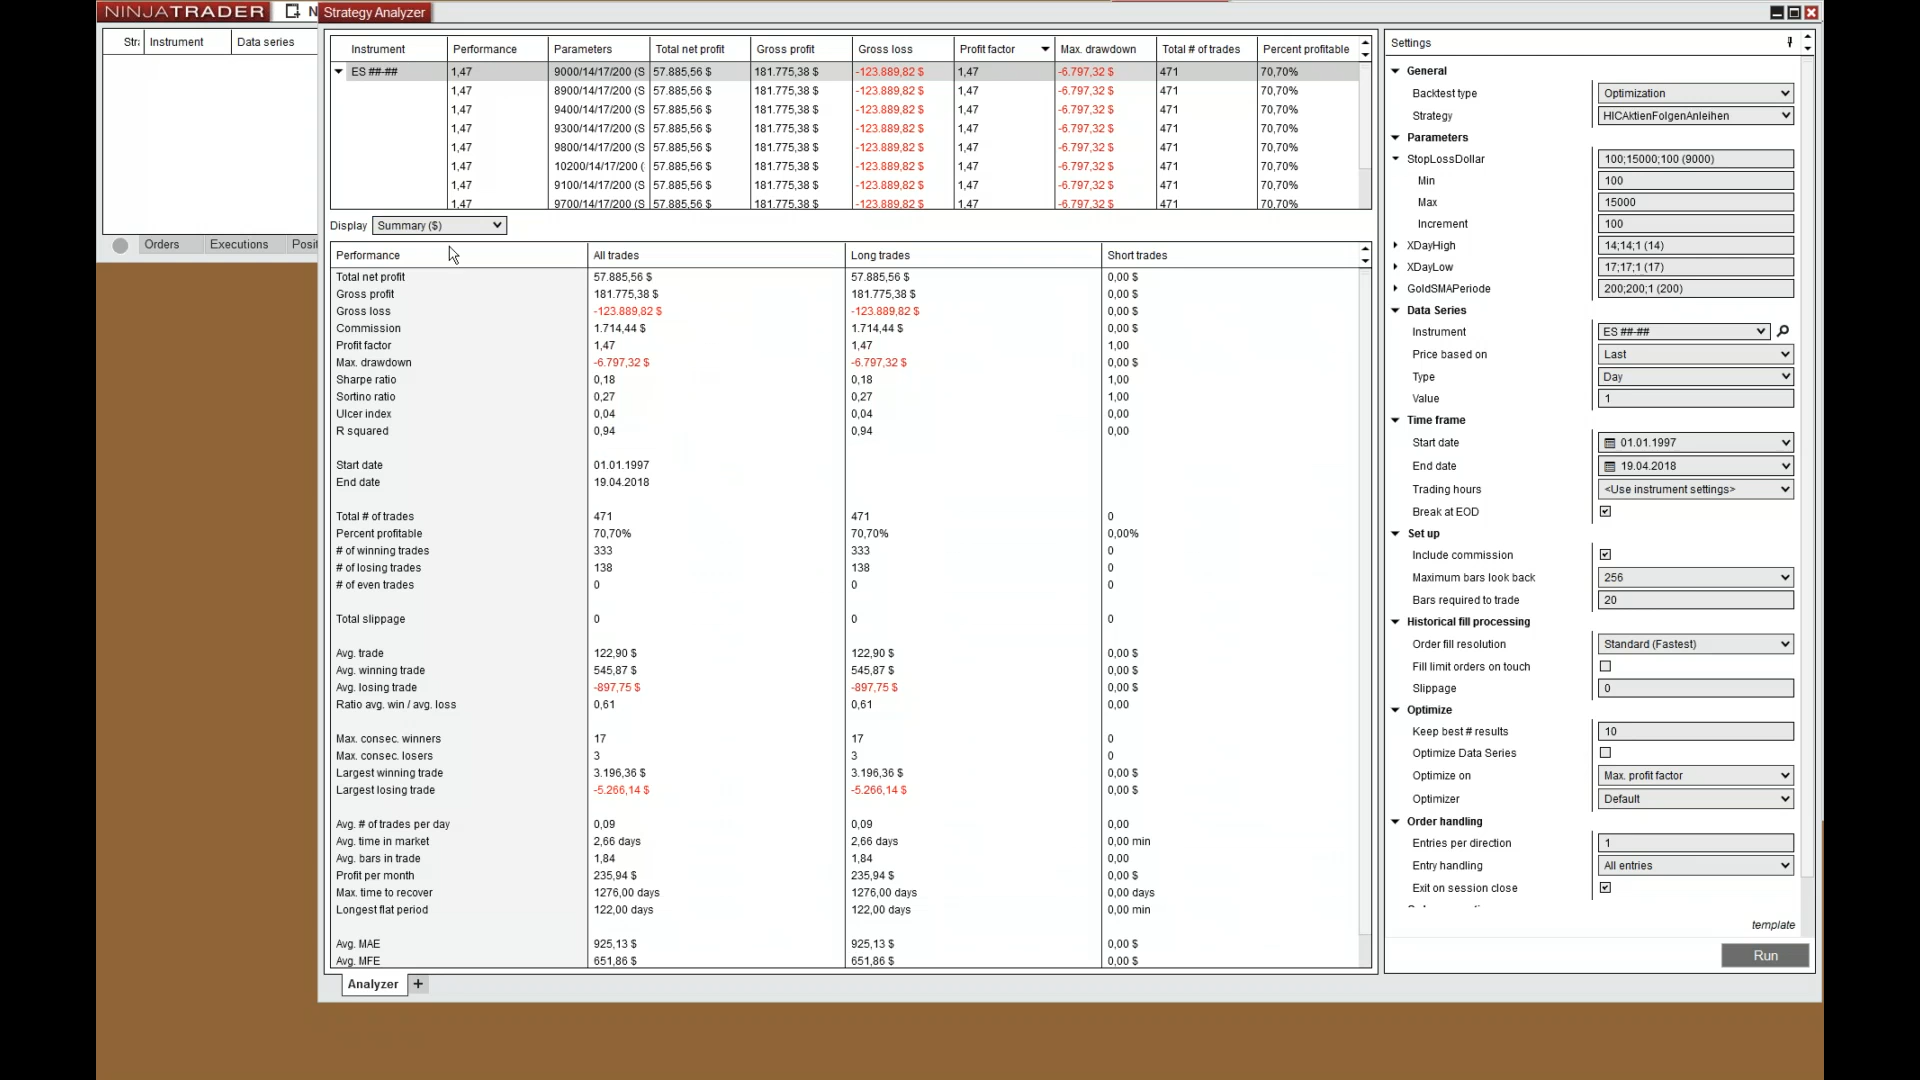 NINJATRADER N Strategy Analyzer
Str Instrument Data series
Orders Executions Posit
Instrument Performance Parameters Total net profit Gross profit Gross loss Profit factor Max. drawdown Total # of trades Percent profitable
ES ##-## 1,47 9000/14/17/200 (S 57.885,56 $ 181.775,38 $ -123.889,82 $ 1,47 -6.797,32 $ 471 70,70%
1,47 8900/14/17/200 (S 57.885,56 $ 181.775,38 $ -123.889,82 $ 1,47 -6.797,32 $ 471 70,70%
1,47 9400/14/17/200 (S 57.885,56 $ 181.775,38 $ -123.889,82 $ 1,47 -6.797,32 $ 471 70,70%
1,47 9300/14/17/200 (S 57.885,56 $ 181.775,38 $ -123.889,82 $ 1,47 -6.797,32 $ 471 70,70%
1,47 9800/14/17/200 (S 57.885,56 $ 181.775,38 $ -123.889,82 $ 1,47 -6.797,32 $ 471 70,70%
1,47 10200/14/17/200 ( 57.885,56 $ 181.775,38 $ -123.889,82 $ 1,47 -6.797,32 $ 471 70,70%
1,47 9100/14/17/200 (S 57.885,56 $ 181.775,38 $ -123.889,82 $ 1,47 -6.797,32 $ 471 70,70%
1,47 9700/14/17/200 (S 57.885,56 $ 181.775,38 $ -123.889,82 $ 1,47 -6.797,32 $ 471 70,70%
Display Summary ($)
Performance All trades Long trades Short trades
Total net profit 57.885,56 $ 57.885,56 $ 0,00 $
Gross profit 181.775,38 $ 181.775,38 $ 0,00 $
Gross loss -123.889,82 $ -123.889,82 $ 0,00 $
Commission 1.714,44 $ 1.714,44 $ 0,00 $
Profit factor 1,47 1,47 1,00
Max. drawdown -6.797,32 $ -6.797,32 $ 0,00 $
Sharpe ratio 0,18 0,18 1,00
Sortino ratio 0,27 0,27 1,00
Ulcer index 0,04 0,04 0,00
R squared 0,94 0,94 0,00
Start date 01.01.1997
End date 19.04.2018
Total # of trades 471 471 0
Percent profitable 70,70% 70,70% 0,00%
# of winning trades 333 333 0
# of losing trades 138 138 0
# of even trades 0 0 0
Total slippage 0 0 0
Avg. trade 122,90 $ 122,90 $ 0,00 $
Avg. winning trade 545,87 $ 545,87 $ 0,00 $
Avg. losing trade -897,75 $ -897,75 $ 0,00 $
Ratio avg. win / avg. loss 0,61 0,61 0,00
Max. consec. winners 17 17 0
Max. consec. losers 3 3 0
Largest winning trade 3.196,36 $ 3.196,36 $ 0,00 $
Largest losing trade -5.266,14 $ -5.266,14 $ 0,00 $
Avg. # of trades per day 0,09 0,09 0,00
Avg. time in market 2,66 days 2,66 days 0,00 min
Avg. bars in trade 1,84 1,84 0,00
Profit per month 235,94 $ 235,94 $ 0,00 $
Max. time to recover 1276,00 days 1276,00 days 0,00 days
Longest flat period 122,00 days 122,00 days 0,00 min
Avg. MAE 925,13 $ 925,13 $ 0,00 $
Avg. MFE 651,86 $ 651,86 $ 0,00 $
Analyzer +
Settings
General
Backtest type Optimization
Strategy HICAktienFolgenAnleihen
Parameters
StopLossDollar 100;15000;100 (9000)
Min 100
Max 15000
Increment 100
XDayHigh 14;14;1 (14)
XDayLow 17;17;1 (17)
GoldSMAPeriode 200;200;1 (200)
Data Series
Instrument ES ##-##
Price based on Last
Type Day
Value 1
Time frame
Start date 01.01.1997
End date 19.04.2018
Trading hours <Use instrument settings>
Break at EOD
Set up
Include commission
Maximum bars look back 256
Bars required to trade 20
Historical fill processing
Order fill resolution Standard (Fastest)
Fill limit orders on touch
Slippage 0
Optimize
Keep best # results 10
Optimize Data Series
Optimize on Max. profit factor
Optimizer Default
Order handling
Entries per direction 1
Entry handling All entries
Exit on session close
template
Run